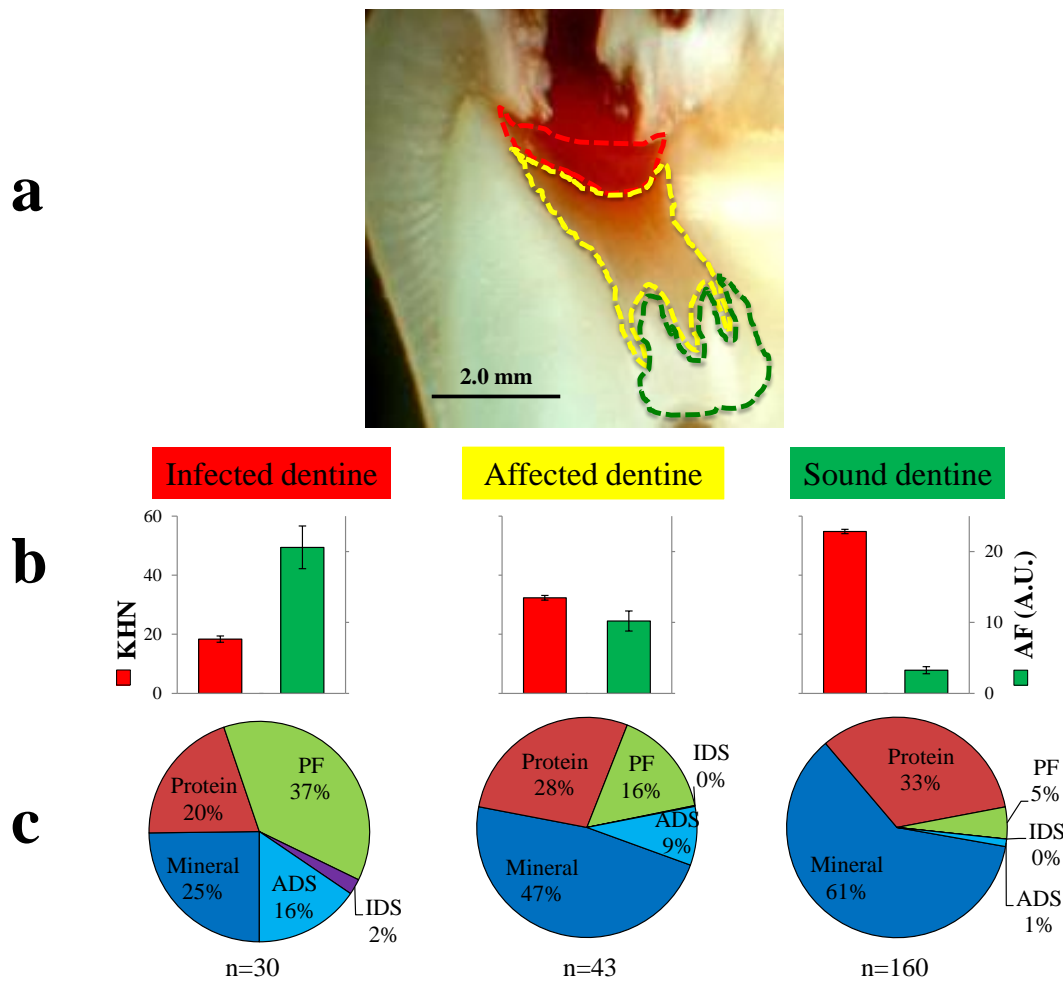 a
2.0 mm
Infected dentine
Affected dentine
Sound dentine
b
60
40
20
0
KHN
20
10
0
AF (A.U.)
c
PF
37%
Protein
20%
Mineral
25%
ADS
16%
IDS
2%
n=30
Protein
28%
PF
16%
IDS
0%
ADS
9%
Mineral
47%
n=43
Protein
33%
PF
5%
IDS
0%
ADS
1%
Mineral
61%
n=160